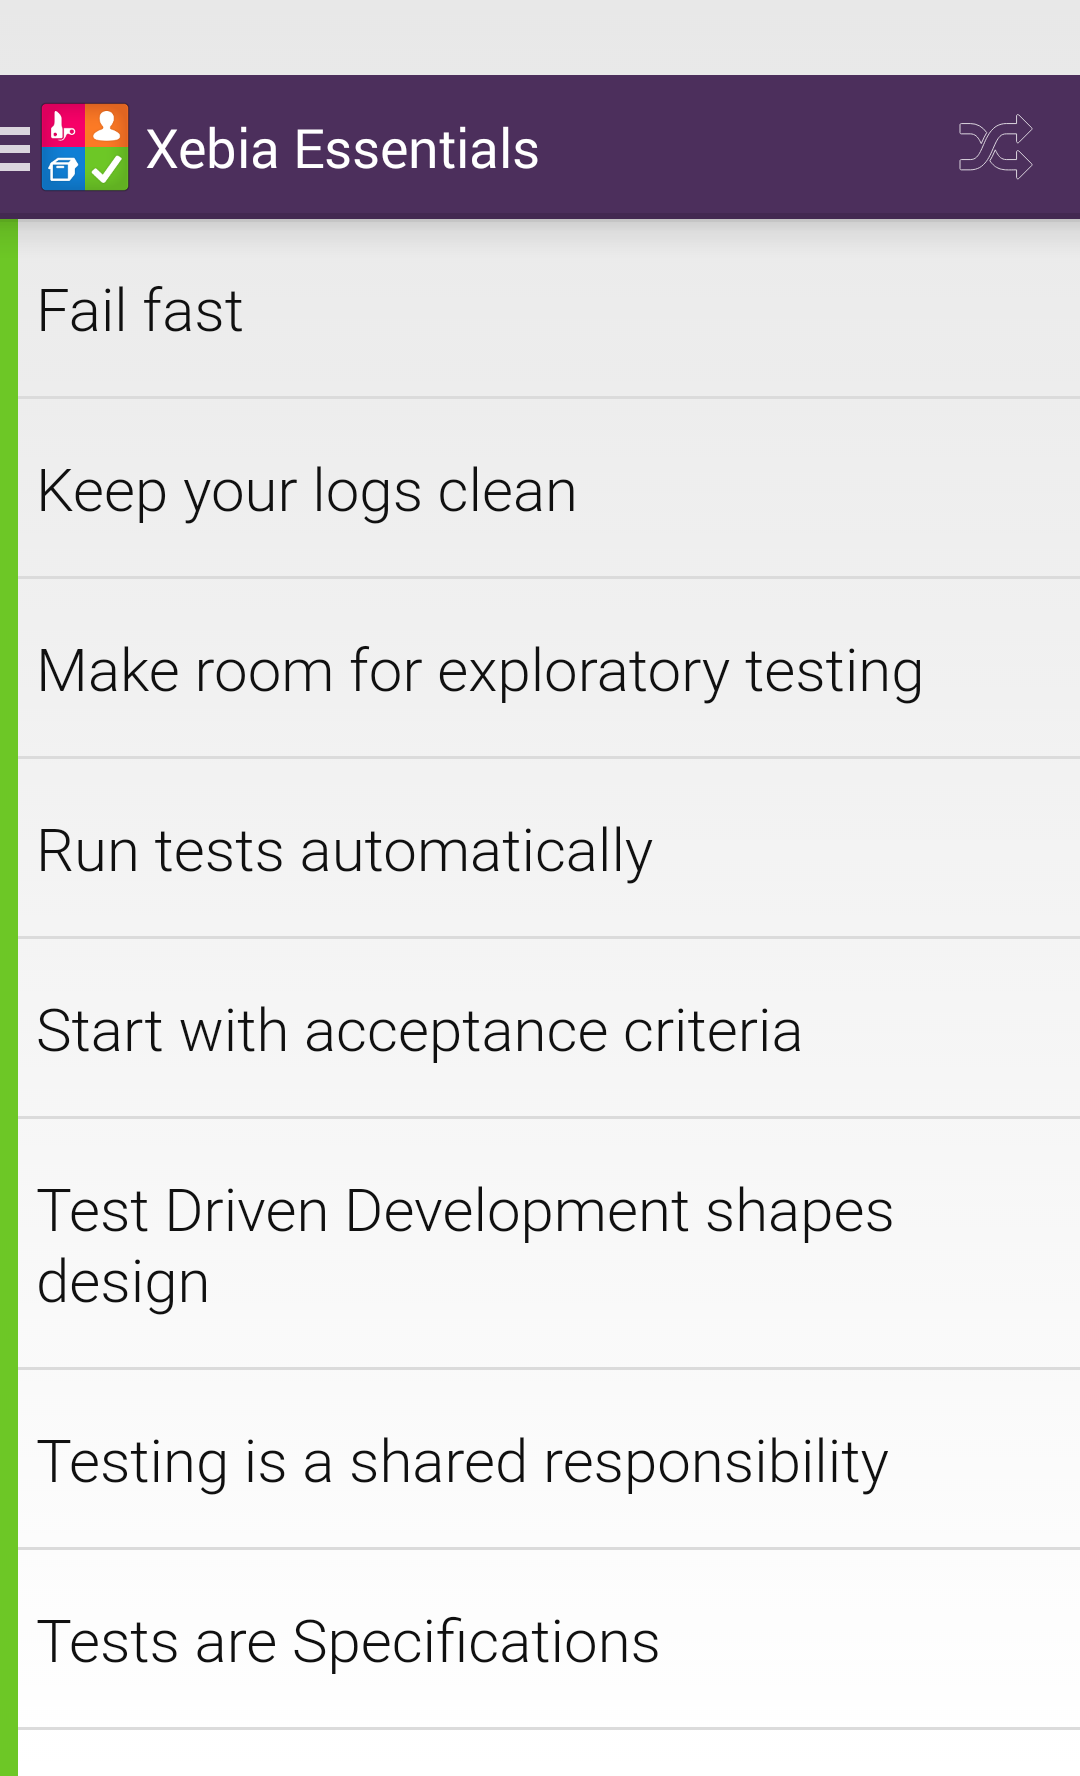 Xebia Essentials
Fail fast
Keep your logs clean
Make room for exploratory testing
Run tests automatically
Start with acceptance criteria
Test Driven Development shapes
design
Testing is a shared responsibility
Tests are Specifications